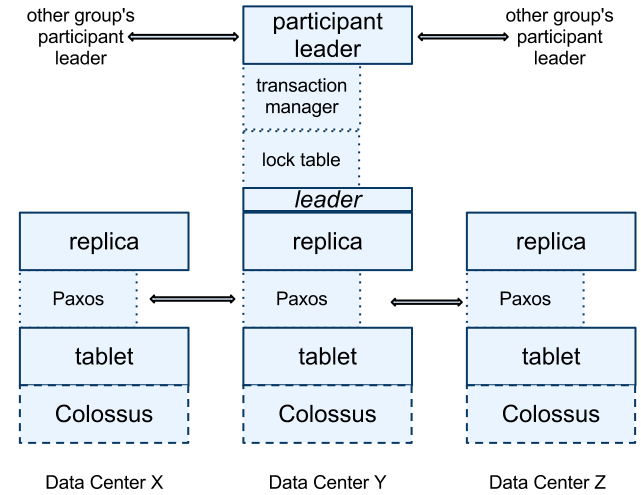 other group's
participant
leader
participant
leader
other group's
participant
leader
transaction
manager
lock table
leader
replica
replica
replica
Paxos
Paxos
Paxos
tablet
tablet
tablet
Colossus
Colossus
Colossus
Data Center X
Data Center Y
Data Center Z